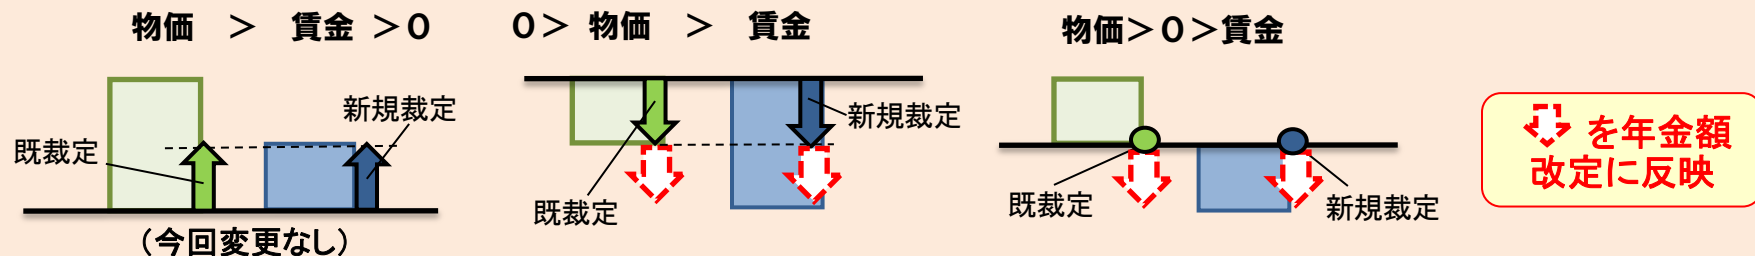 物価 ＞ 賃金 ＞０
既裁定
新規裁定
（今回変更なし）
０＞ 物価 ＞ 賃金
新規裁定
既裁定
物価＞０＞賃金
既裁定
新規裁定
を年金額
改定に反映